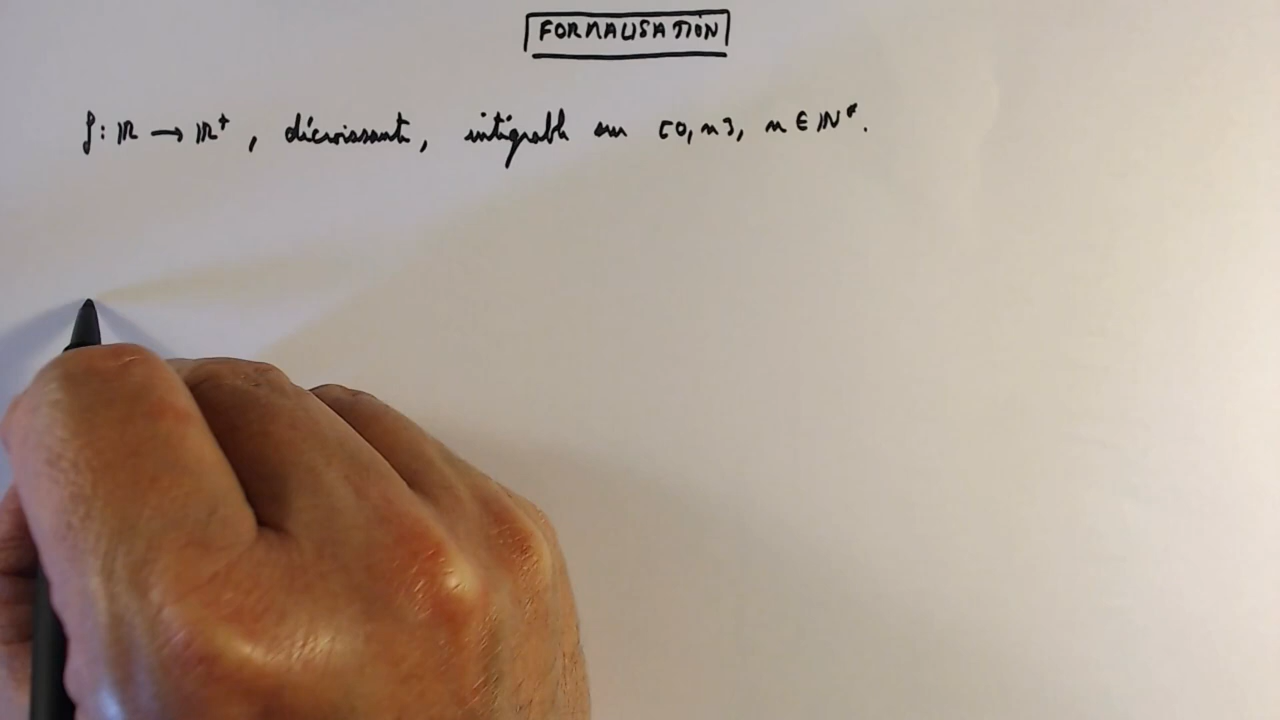 FORMALISATION
f: ℝ → ℝ⁺, décroissante, intégrable sur [0,n], n ∈ ℕ*.